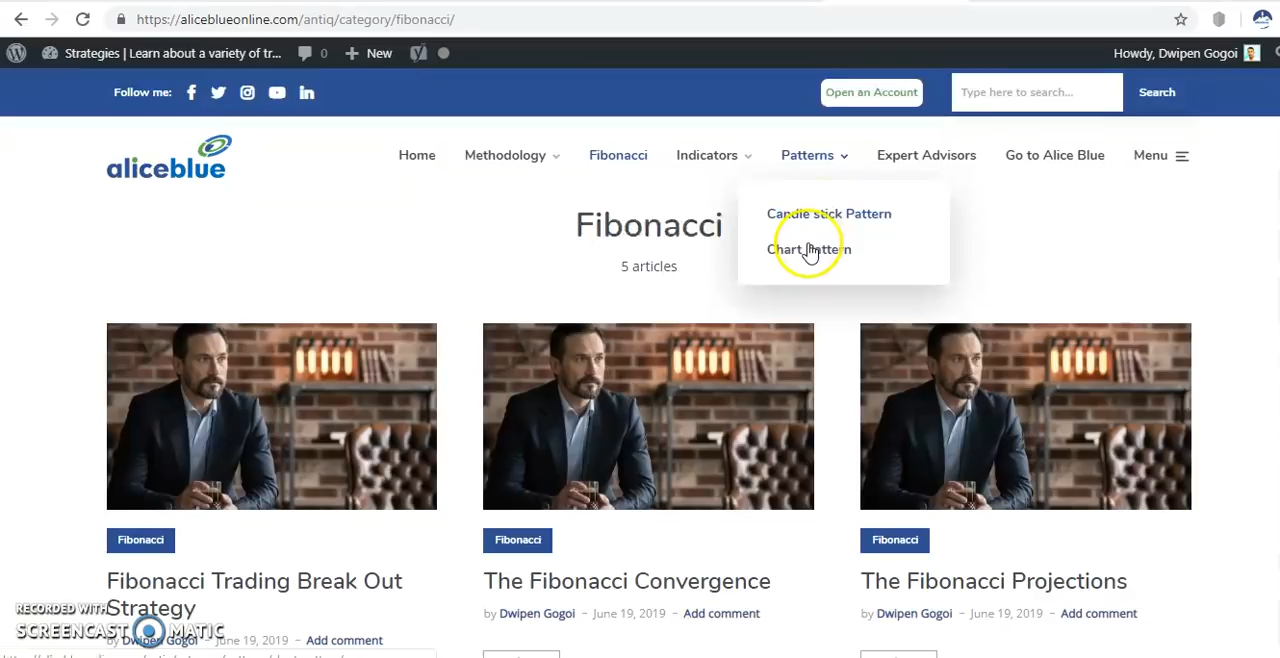 https://aliceblueonline.com/antiq/category/fibonacci/
Strategies | Learn about a variety of tr... 0 New Howdy, Dwipen Gogoi
Follow me: Open an Account Type here to search... Search
aliceblue Home Methodology Fibonacci Indicators Patterns Expert Advisors Go to Alice Blue Menu
Candle stick Pattern
Chart Pattern
Fibonacci
5 articles
Fibonacci Fibonacci Fibonacci
Fibonacci Trading Break Out The Fibonacci Convergence The Fibonacci Projections
Strategy
by Dwipen Gogoi - June 19, 2019 - Add comment by Dwipen Gogoi - June 19, 2019 - Add comment
by Dwipen Gogoi - June 19, 2019 - Add comment
RECORDED WITH
SCREENCAST MATIC